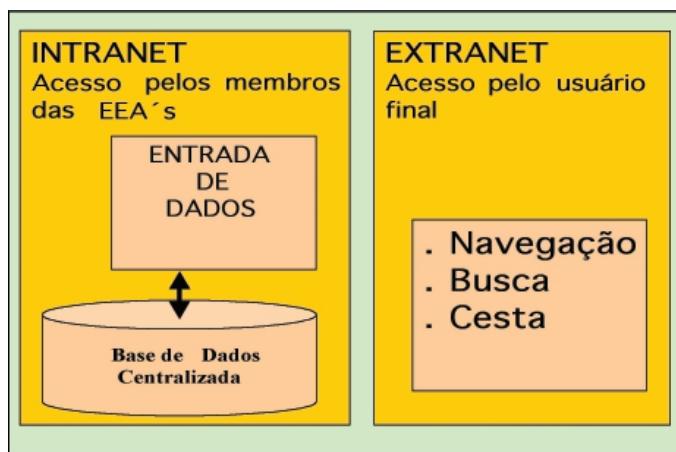 INTRANET
Acesso pelos membros
das EEA´s
ENTRADA
DE
DADOS
Base de Dados
Centralizada
EXTRANET
Acesso pelo usuário
final
. Navegação
. Busca
. Cesta